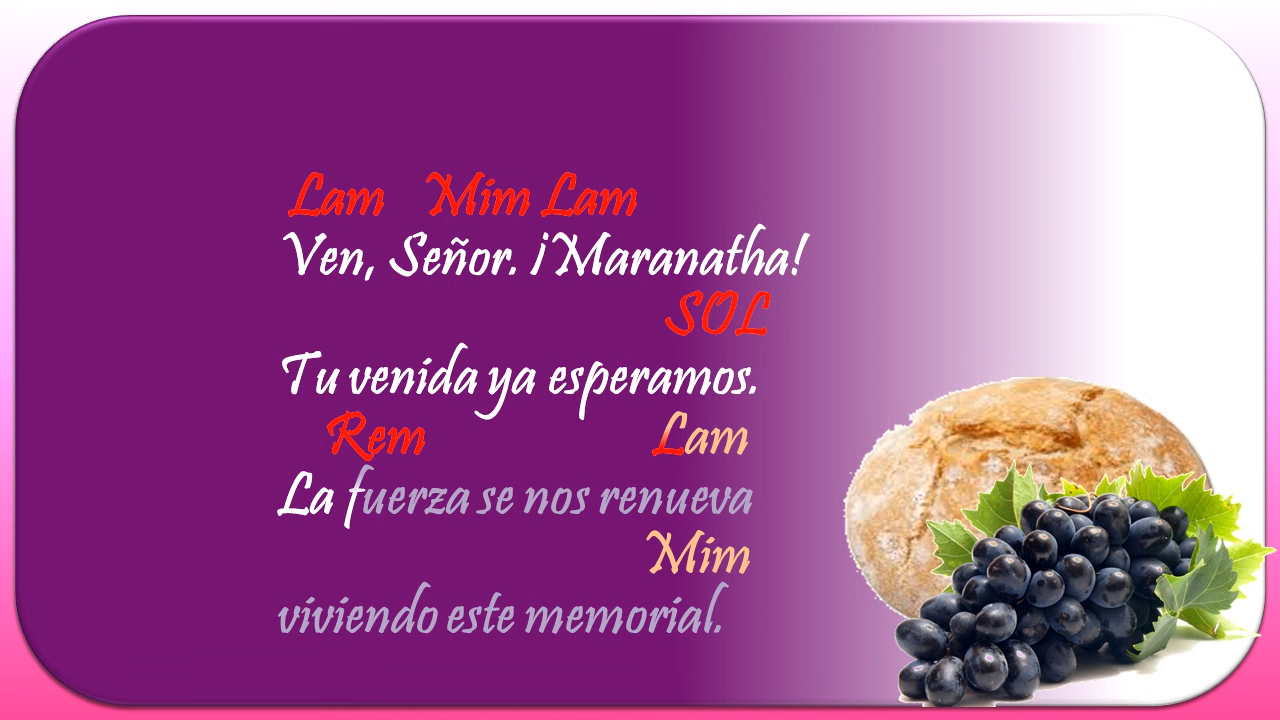 Lam Mim Lam
Ven, Señor. ¡Maranatha!
SOL
Tu venida ya esperamos.
Rem Lam
La fuerza se nos renueva
Mim
viviendo este memorial.